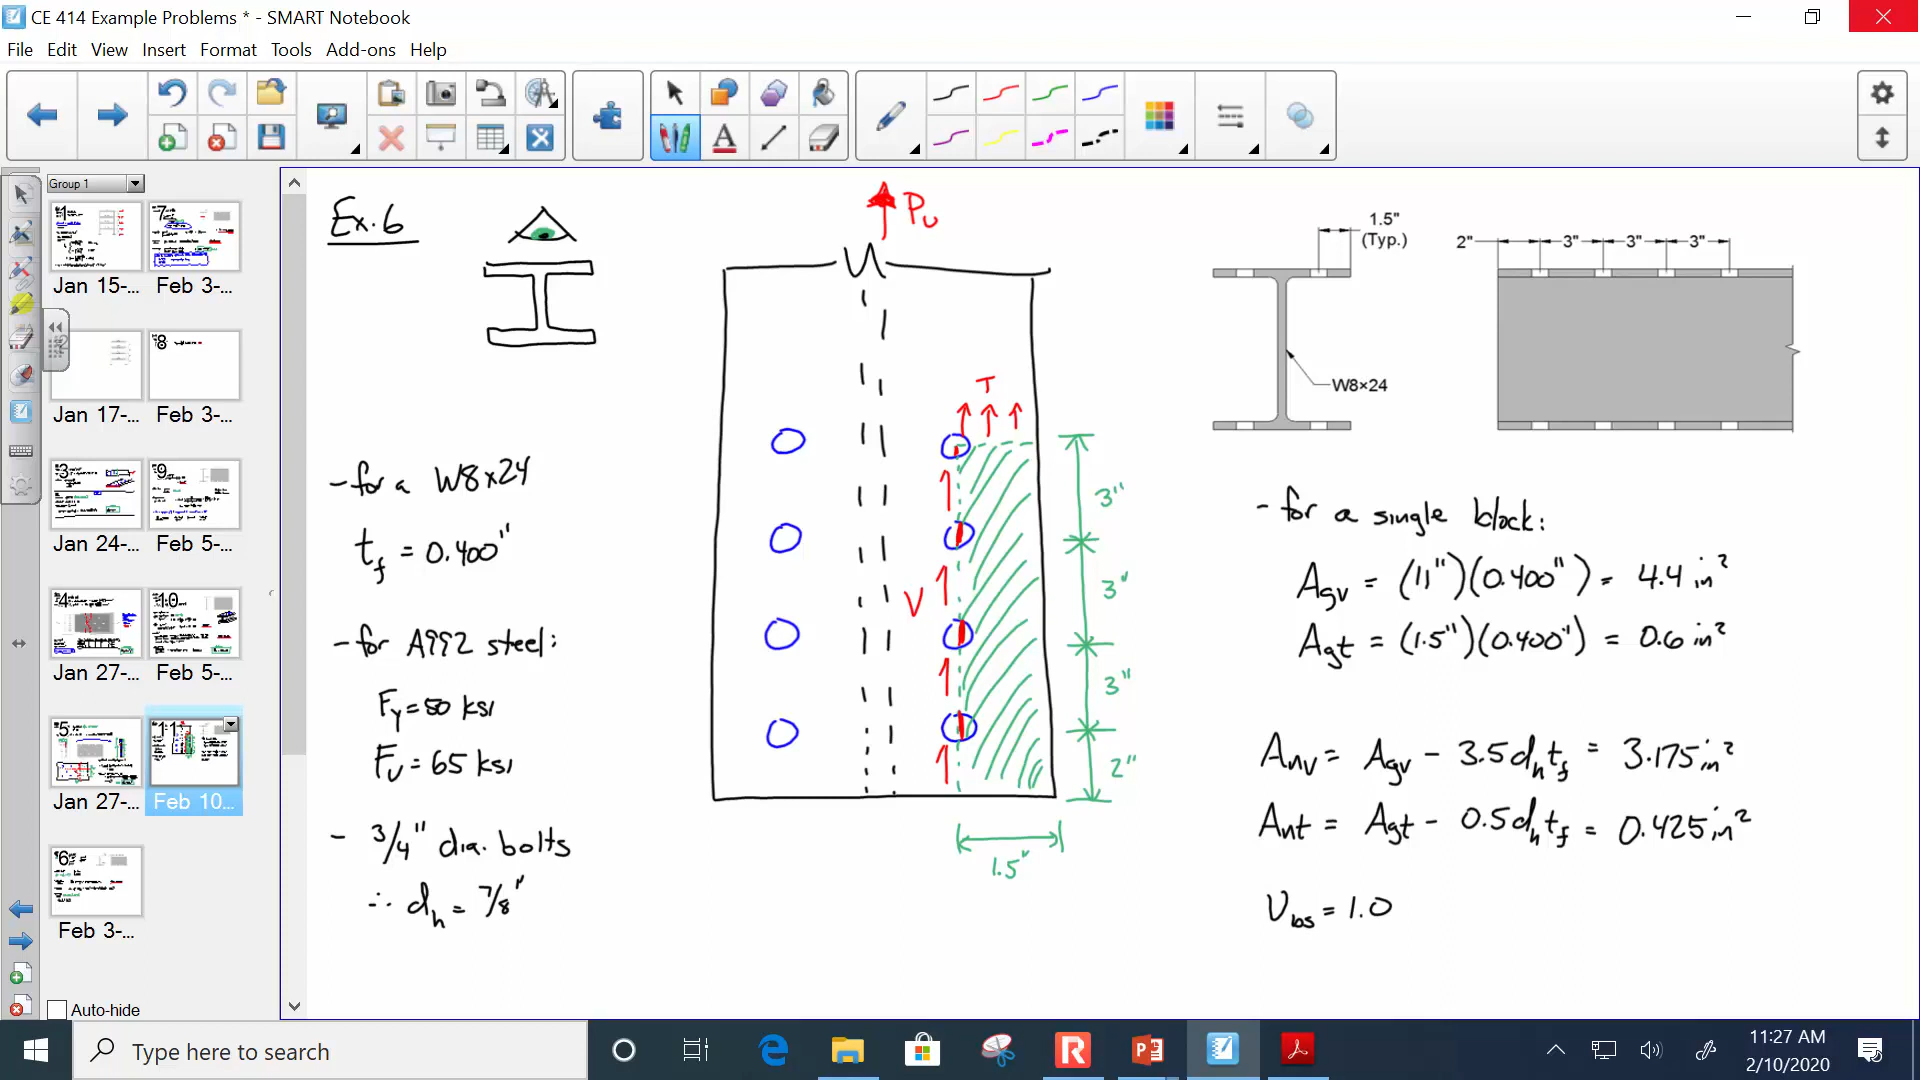 CE 414 Example Problems * - SMART Notebook
File Edit View Insert Format Tools Add-ons Help
Group 1
Jan 15-...
Feb 3-...
Jan 17-...
Feb 3-...
Jan 24-...
Feb 5-...
Jan 27-...
Feb 5-...
Jan 27-...
Feb 10...
Feb 3-...
Auto-hide
Ex. 6
Pu
T
V
3"
3"
3"
2"
1.5"
- for a W8x24
tf = 0.400"
- for A992 steel:
Fy = 50 ksi
Fu = 65 ksi
- 3/4" dia. bolts
∴ dh = 7/8"
1.5"
(Typ.)
W8×24
2" 3" 3" 3"
- for a single block:
Agv = (11")(0.400") = 4.4 in²
Agt = (1.5")(0.400") = 0.6 in²
Anv = Agv - 3.5dhtf = 3.175 in²
Ant = Agt - 0.5dhtf = 0.425 in²
Ubs = 1.0
Type here to search
11:27 AM
2/10/2020